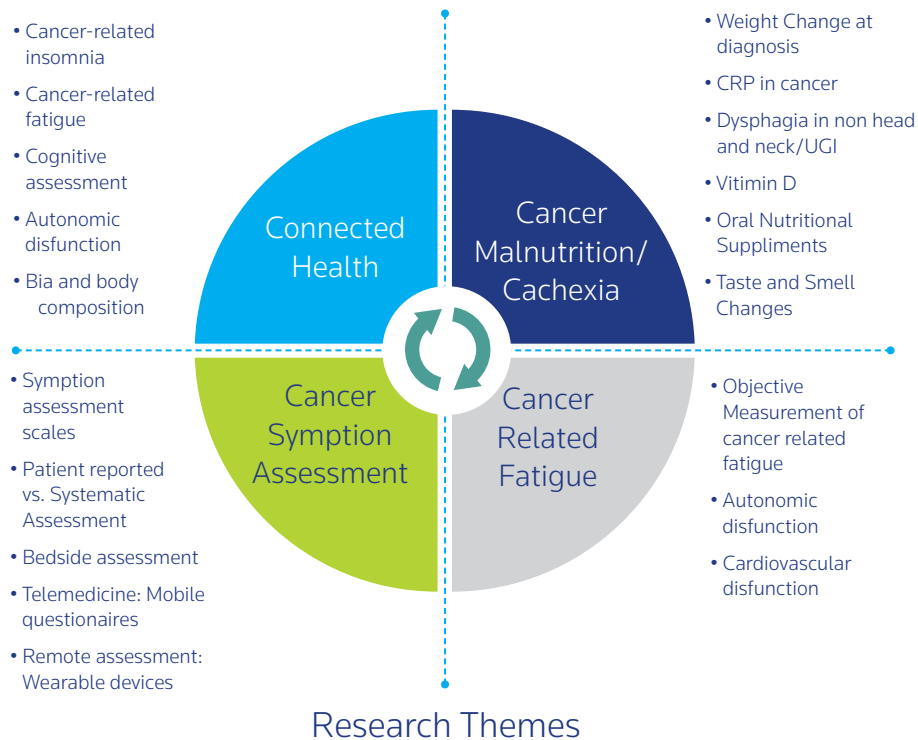 • Cancer-related
insomnia
• Cancer-related
fatigue
• Cognitive
assessment
• Autonomic
disfunction
• Bia and body
composition
Connected
Health
Cancer
Malnutrition/
Cachexia
• Weight Change at
diagnosis
• CRP in cancer
• Dysphagia in non head
and neck/UGI
• Vitimin D
• Oral Nutritional
Suppliments
• Taste and Smell
Changes
• Symption
assessment
scales
• Patient reported
vs. Systematic
Assessment
• Bedside assessment
• Telemedicine: Mobile
questionaires
• Remote assessment:
Wearable devices
Cancer
Symption
Assessment
Cancer
Related
Fatigue
• Objective
Measurement of
cancer related
fatigue
• Autonomic
disfunction
• Cardiovascular
disfunction
Research Themes